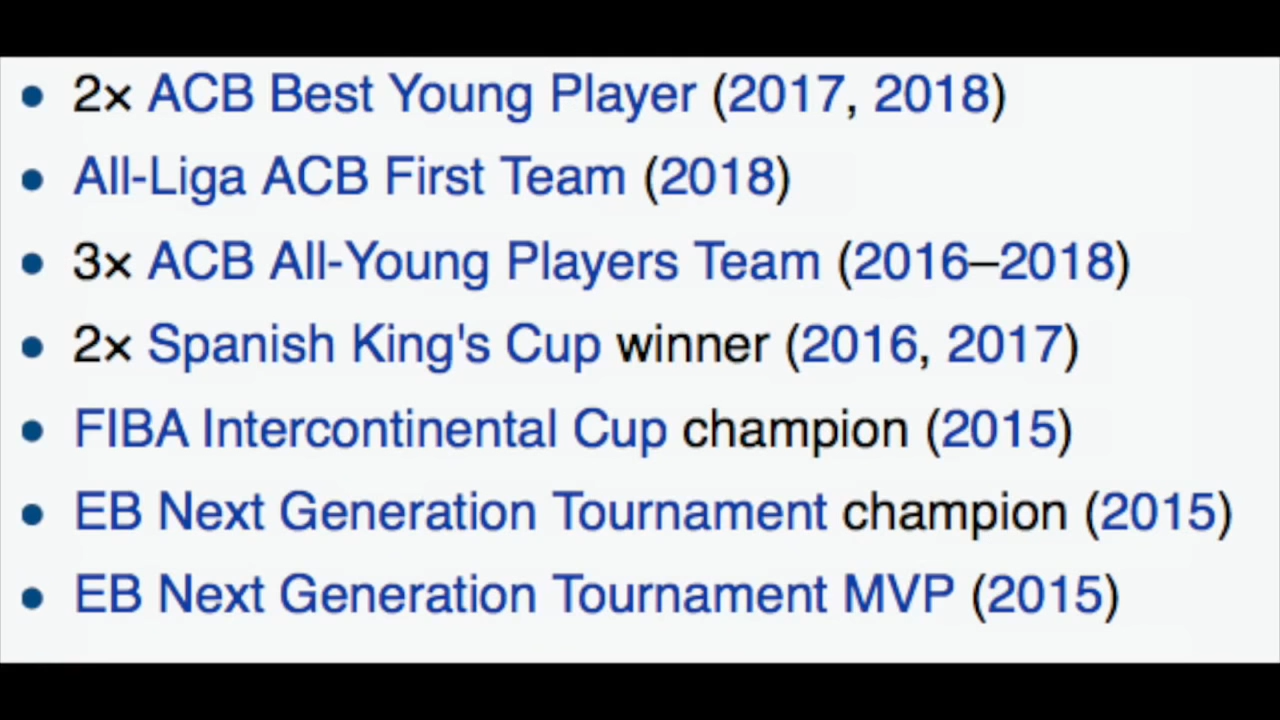 • 2× ACB Best Young Player (2017, 2018)
• All-Liga ACB First Team (2018)
• 3× ACB All-Young Players Team (2016–2018)
• 2× Spanish King's Cup winner (2016, 2017)
• FIBA Intercontinental Cup champion (2015)
• EB Next Generation Tournament champion (2015)
• EB Next Generation Tournament MVP (2015)